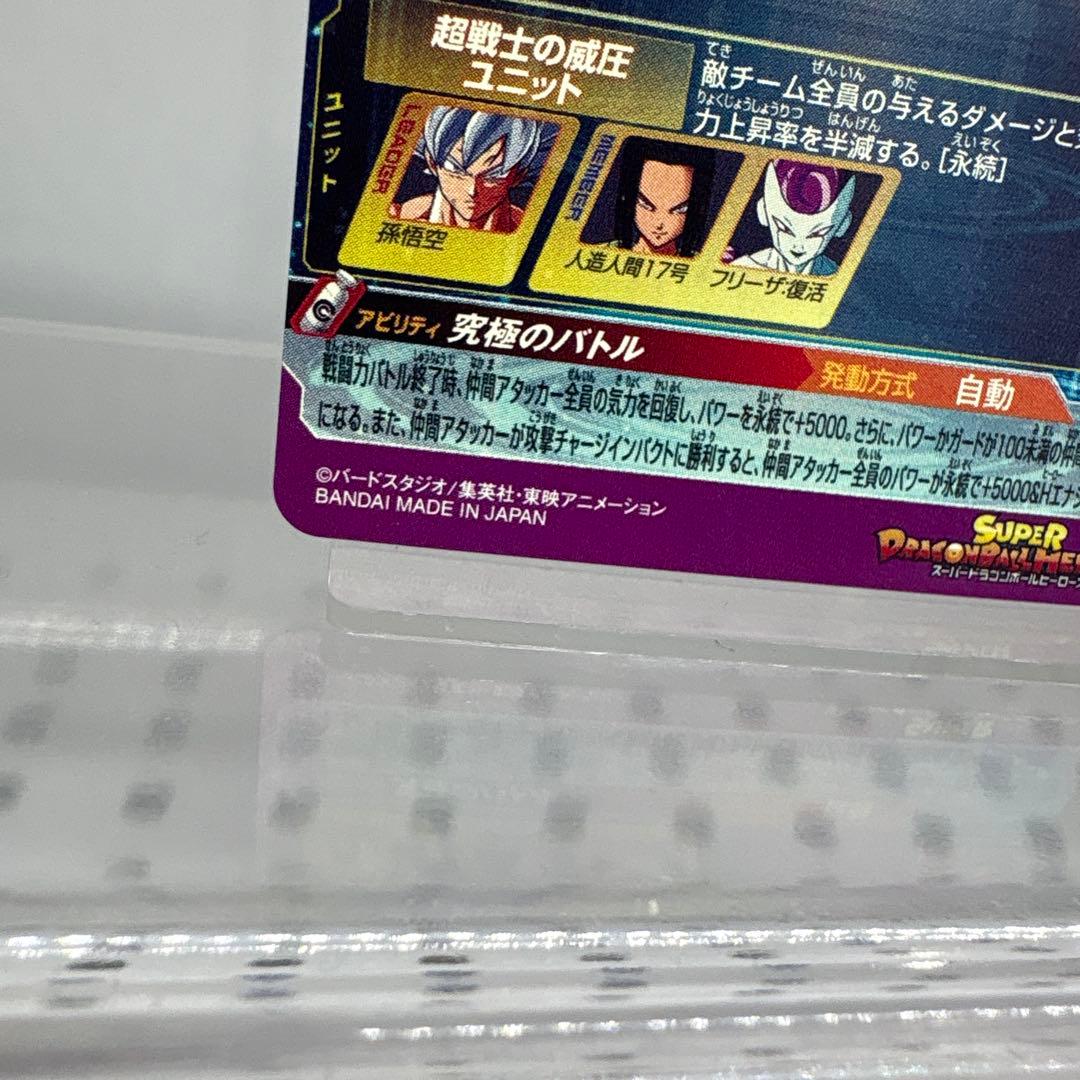 超戦士の威圧
ユニット
ユニット
敵チーム全員の与えるダメージと
力上昇率を半減する。[永続]
LEADER
MEMBER
孫悟空
人造人間17号
フリーザ:復活
アビリティ 究極のバトル
発動方式 自動
戦闘力バトル終了時、仲間アタッカー全員の気力を回復し、パワーを永続で+5000。さらに、パワーかガードが100未満の仲間
になる。また、仲間アタッカーが攻撃チャージインパクトに勝利すると、仲間アタッカー全員のパワーが永続で+5000&Hエナ
©バードスタジオ/集英社・東映アニメーション
BANDAI MADE IN JAPAN
SUPER
DRAGONBALL HE
スーパードラゴンボールヒーローズ